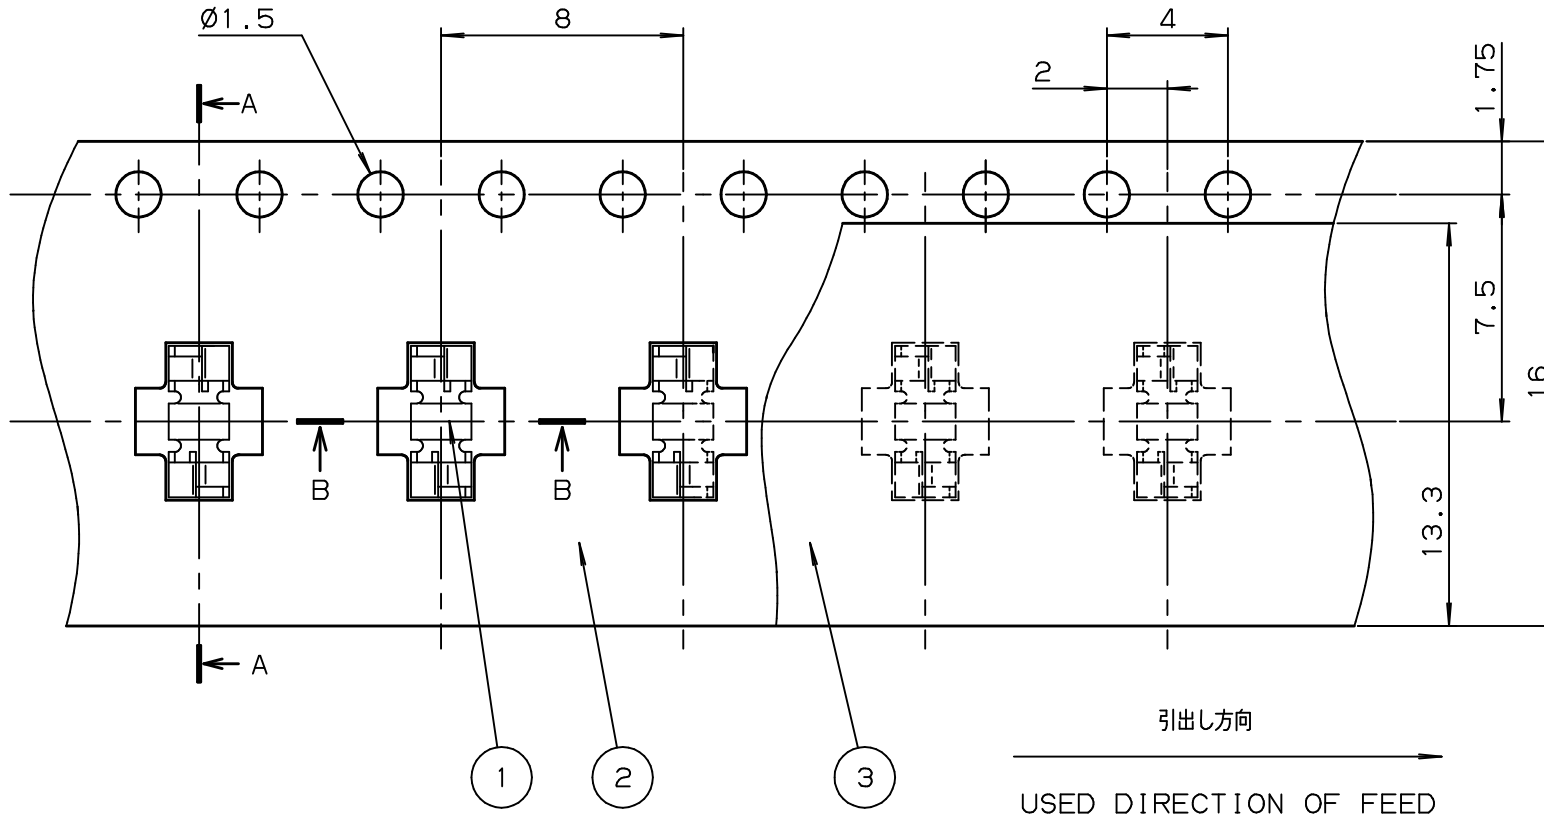 Ø1.5
8
4
2
1.75
A
7.5
16
B
B
13.3
A
引出し方向
1
2
3
USED DIRECTION OF FEED